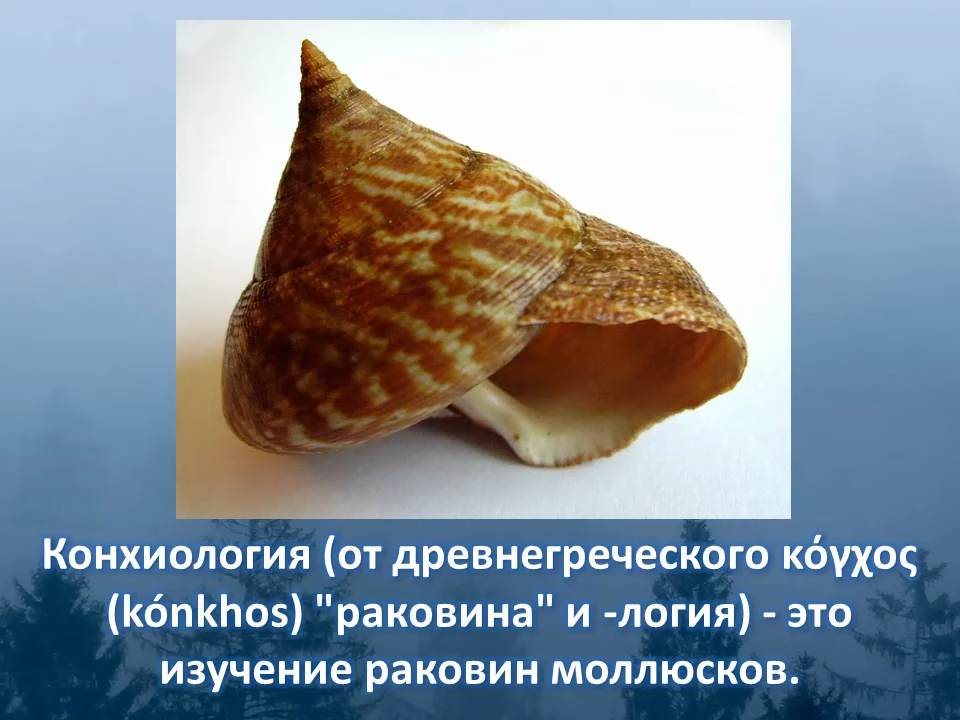 Конхиология (от древнегреческого κόγχος
(kónkhos) "раковина" и -логия) - это
изучение раковин моллюсков.